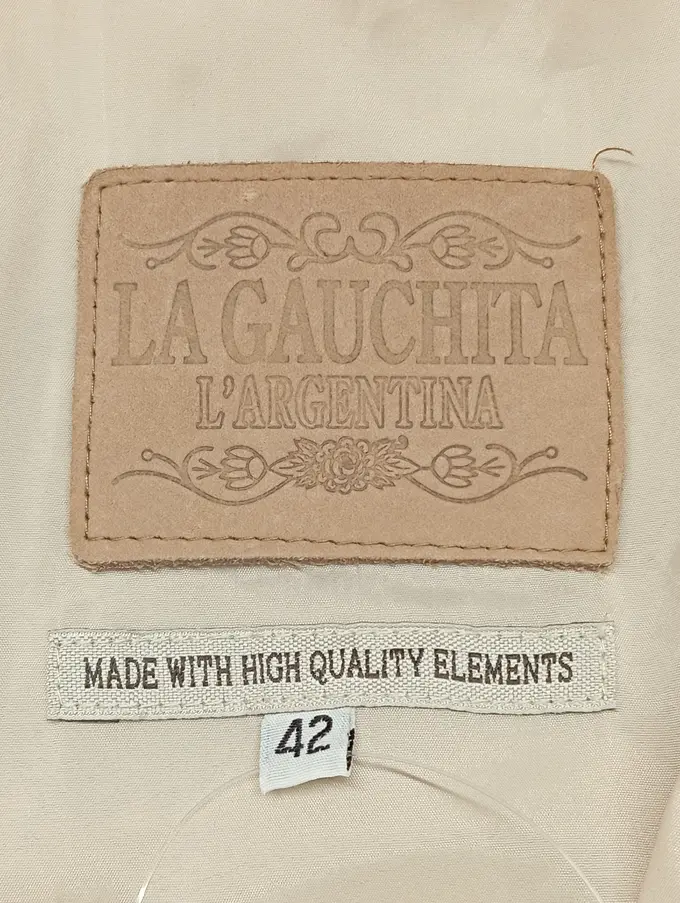 LA GAUCHITA
L'ARGENTINA
MADE WITH HIGH QUALITY ELEMENTS
42